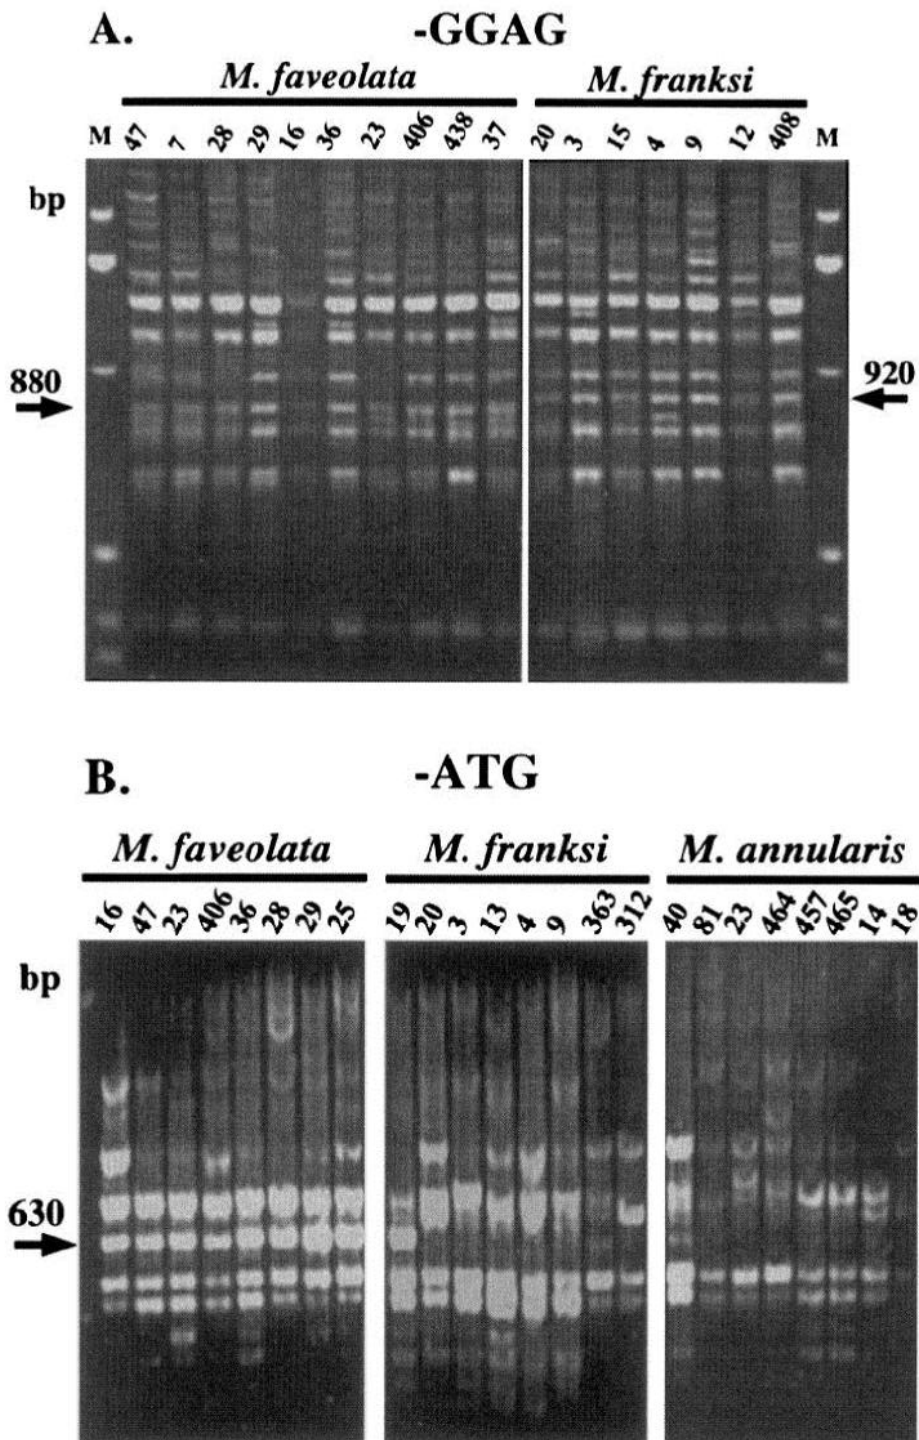 A. -GGAG
M. faveolata M. franksi
M 47 7 28 29 16 36 23 406 438 37 20 3 15 4 9 12 408 M
bp
880 920
B. -ATG
M. faveolata M. franksi M. annularis
16 47 23 406 36 28 29 25 19 20 3 13 4 9 363 312 40 81 23 464 457 465 14 18
bp
630